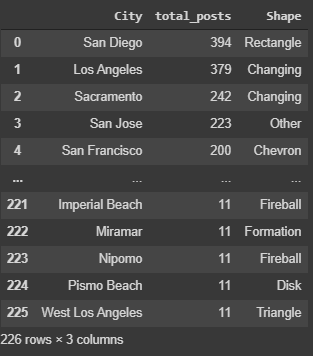 City total_posts Shape
0 San Diego 394 Rectangle
1 Los Angeles 379 Changing
2 Sacramento 242 Changing
3 San Jose 223 Other
4 San Francisco 200 Chevron
... ... ... ...
221 Imperial Beach 11 Fireball
222 Miramar 11 Formation
223 Nipomo 11 Fireball
224 Pismo Beach 11 Disk
225 West Los Angeles 11 Triangle
226 rows × 3 columns